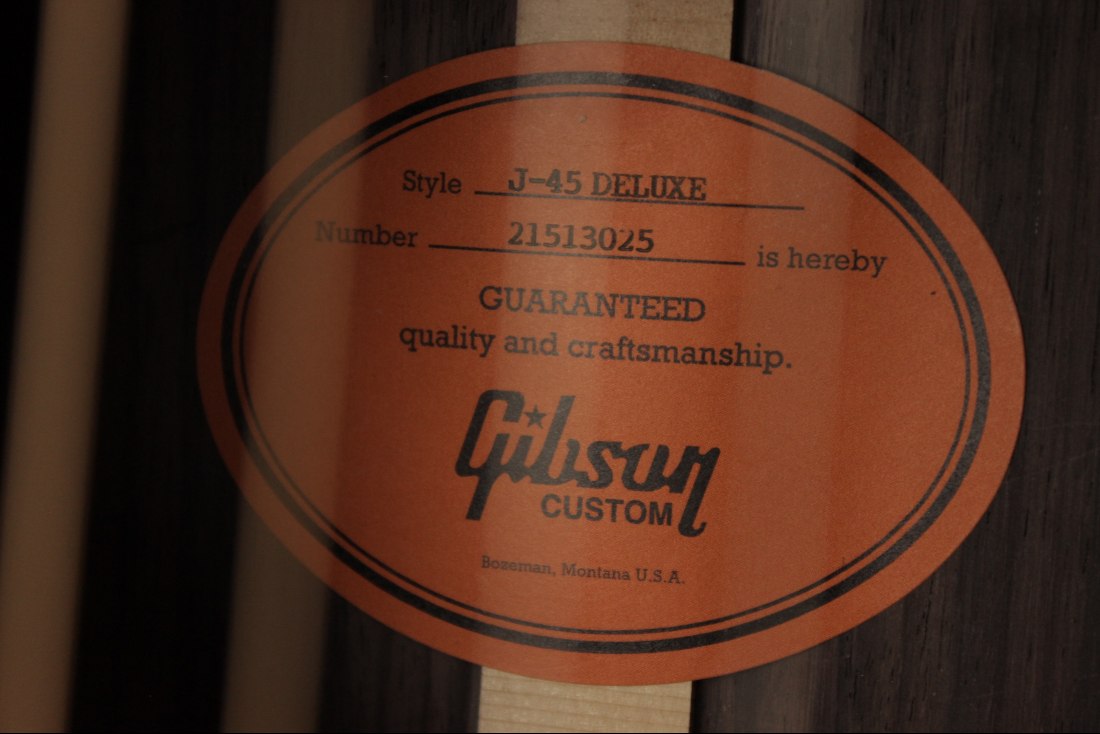 Style J-45 DELUXE
Number 21513025 is hereby
GUARANTEED
quality and craftsmanship.
Gibson
CUSTOM
Bozeman, Montana U.S.A.